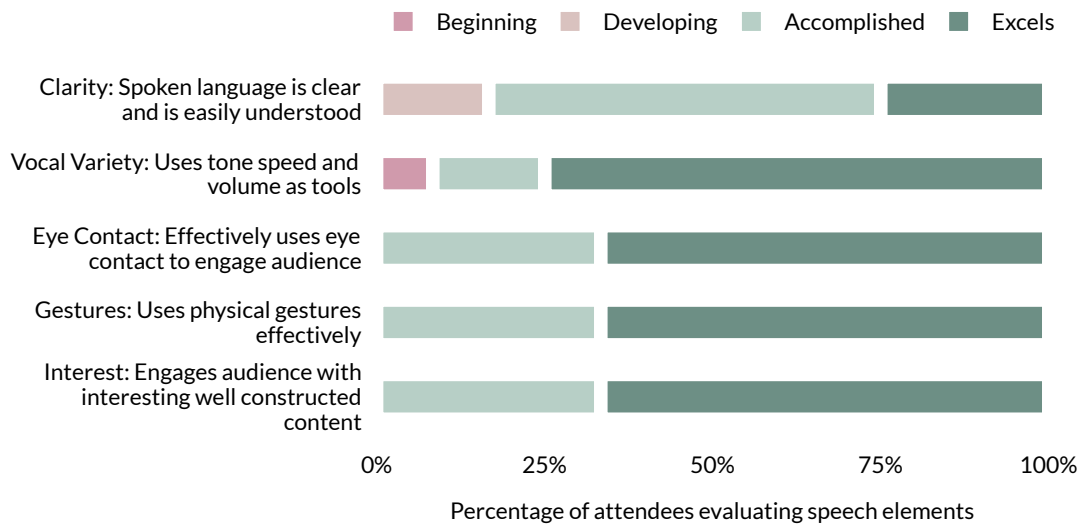 Beginning Developing Accomplished Excels
Clarity: Spoken language is clear
and is easily understood
Vocal Variety: Uses tone speed and
volume as tools
Eye Contact: Effectively uses eye
contact to engage audience
Gestures: Uses physical gestures
effectively
Interest: Engages audience with
interesting well constructed
content
0% 25% 50% 75% 100%
Percentage of attendees evaluating speech elements